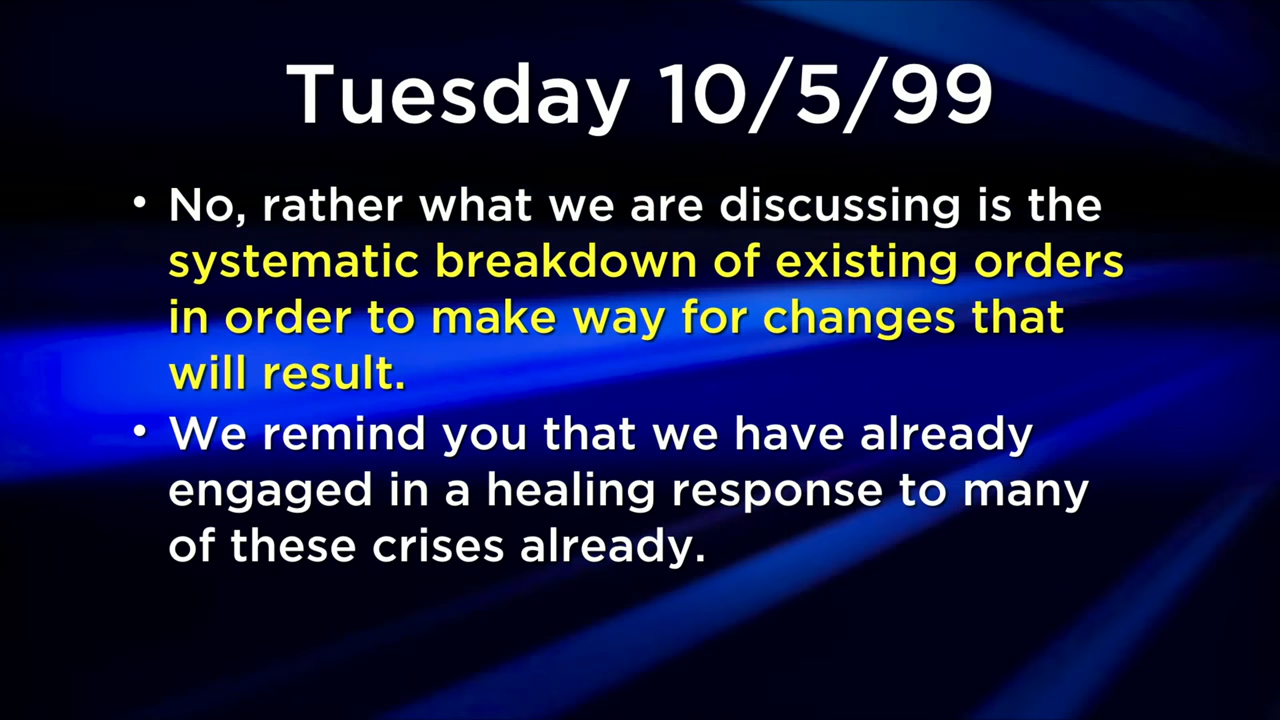 Tuesday 10/5/99
• No, rather what we are discussing is the
systematic breakdown of existing orders
in order to make way for changes that
will result.
• We remind you that we have already
engaged in a healing response to many
of these crises already.